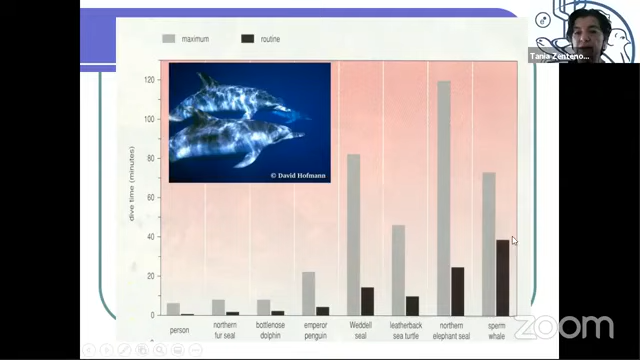 maximum
routine
Tania Zenteno...
120
100
80
60
40
20
0
dive time (minutes)
© David Hofmann
person
northern
fur seal
bottlenose
dolphin
emperor
penguin
Weddell
seal
leatherback
sea turtle
northern
elephant seal
sperm
whale
zoom